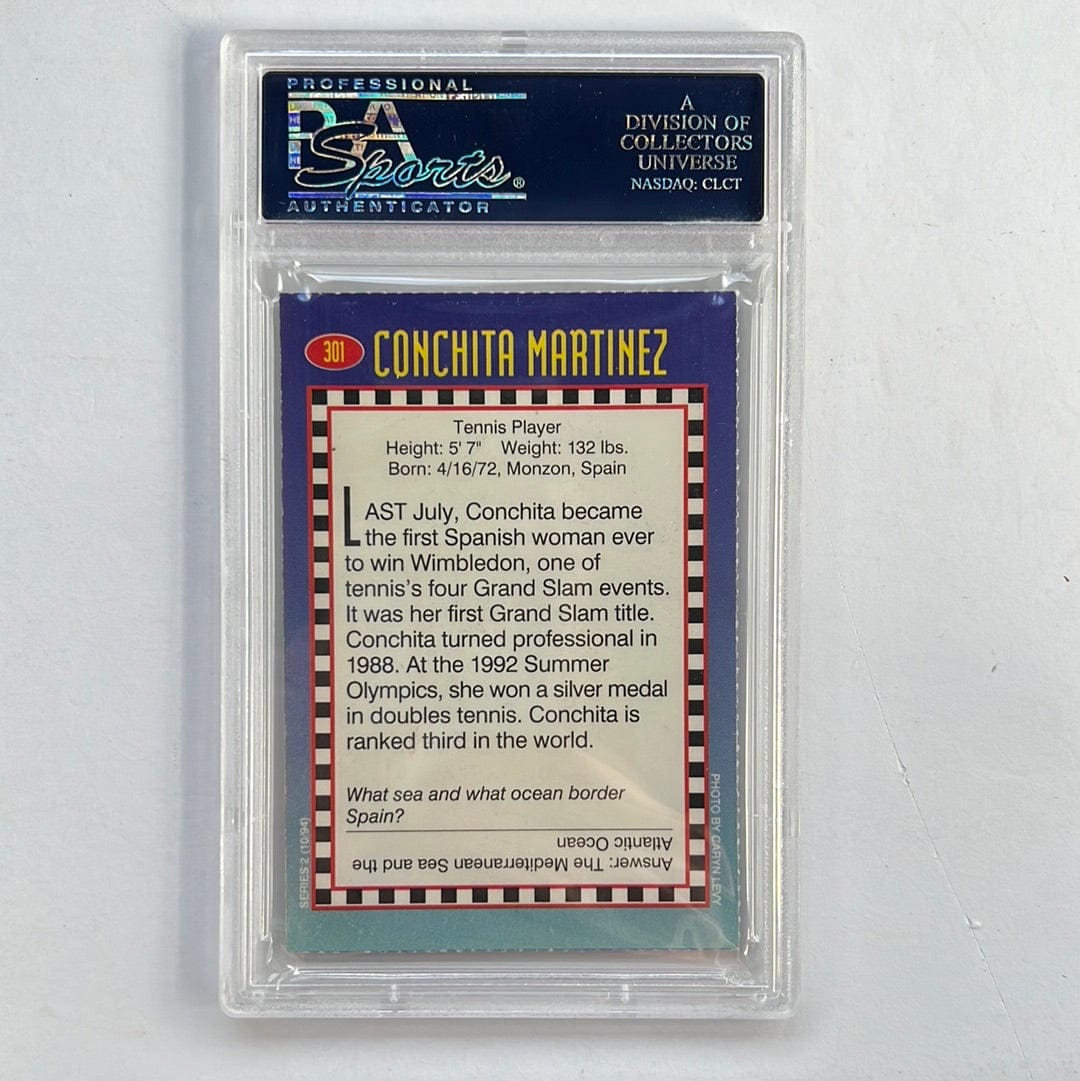 PROFESSIONAL
PSA
Sports®
AUTHENTICATOR
A
DIVISION OF
COLLECTORS
UNIVERSE
NASDAQ: CLCT
301 CONCHITA MARTINEZ
Tennis Player
Height: 5' 7" Weight: 132 lbs.
Born: 4/16/72, Monzon, Spain
LAST July, Conchita became
the first Spanish woman ever
to win Wimbledon, one of
tennis's four Grand Slam events.
It was her first Grand Slam title.
Conchita turned professional in
1988. At the 1992 Summer
Olympics, she won a silver medal
in doubles tennis. Conchita is
ranked third in the world.
What sea and what ocean border
Spain?
Answer: The Mediterranean Sea and the
Atlantic Ocean
SERIES 2 (10/94)
PHOTO BY CARYN LEVY